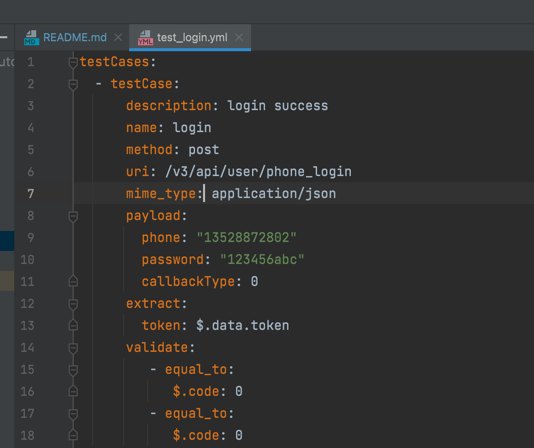 README.md
test_login.yml
uto
1 testCases:
2 - testCase:
3 description: login success
4 name: login
5 method: post
6 uri: /v3/api/user/phone_login
7 mime_type: application/json
8 payload:
9 phone: "13528872802"
10 password: "123456abc"
11 callbackType: 0
12 extract:
13 token: $.data.token
14 validate:
15 - equal_to:
16 $.code: 0
17 - equal_to:
18 $.code: 0